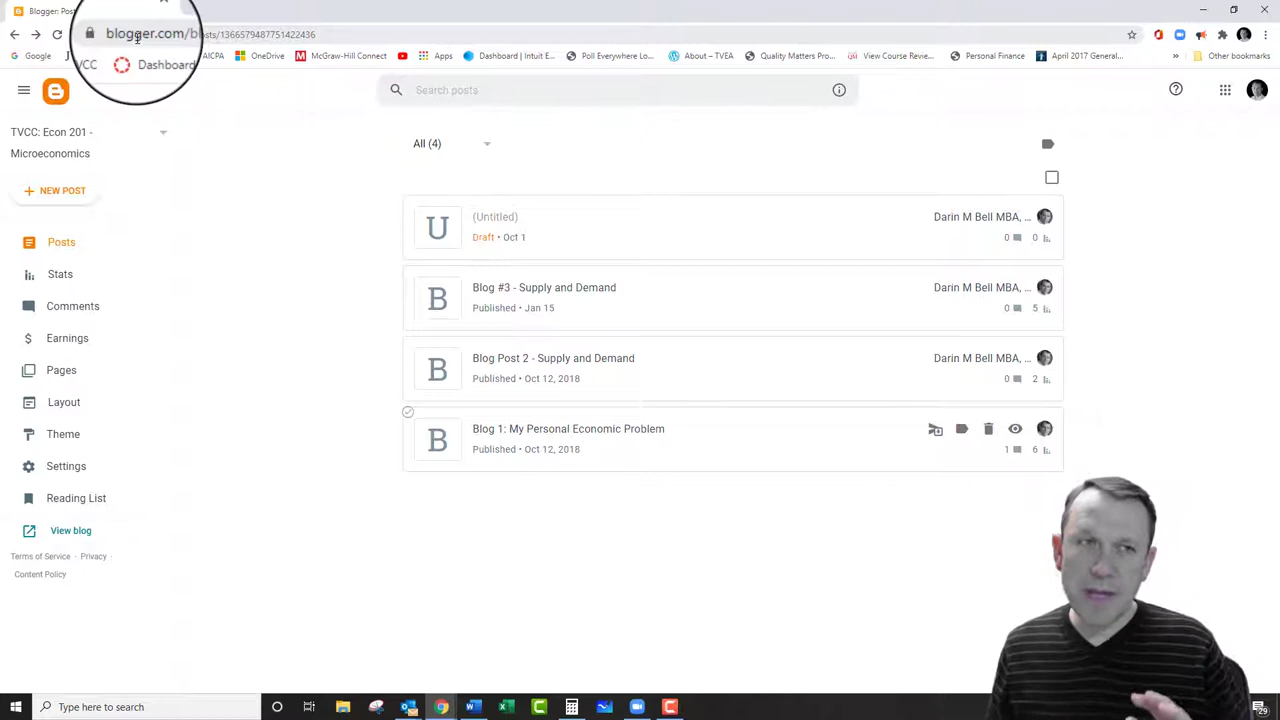 Blogger: Post
blogger.com/b
osts/1366579487751422436
Google
VCC
Dashboard
AICPA
OneDrive
McGraw-Hill Connect
Poll Everywhere
Apps
Dashboard | Index E...
About – TVEA
Quality Matters Pro...
View Course Review...
Personal Finance
April 2017 General...
Other bookmarks
Search posts
TVCC: Econ 201 -
Microeconomics
NEW POST
Posts
Stats
Comments
Earnings
Pages
Layout
Theme
Settings
Reading List
View blog
Terms of Service · Privacy ·
Content Policy
All (4)
U
(Untitled)
Draft • Oct 1
Darin M Bell MBA, ...
0 0
B
Blog #3 - Supply and Demand
Published • Jan 15
Darin M Bell MBA, ...
0 5
B
Blog Post 2 - Supply and Demand
Published • Oct 12, 2018
Darin M Bell MBA, ...
0 2
B
Blog 1: My Personal Economic Problem
Published • Oct 12, 2018
1 6
Type here to search